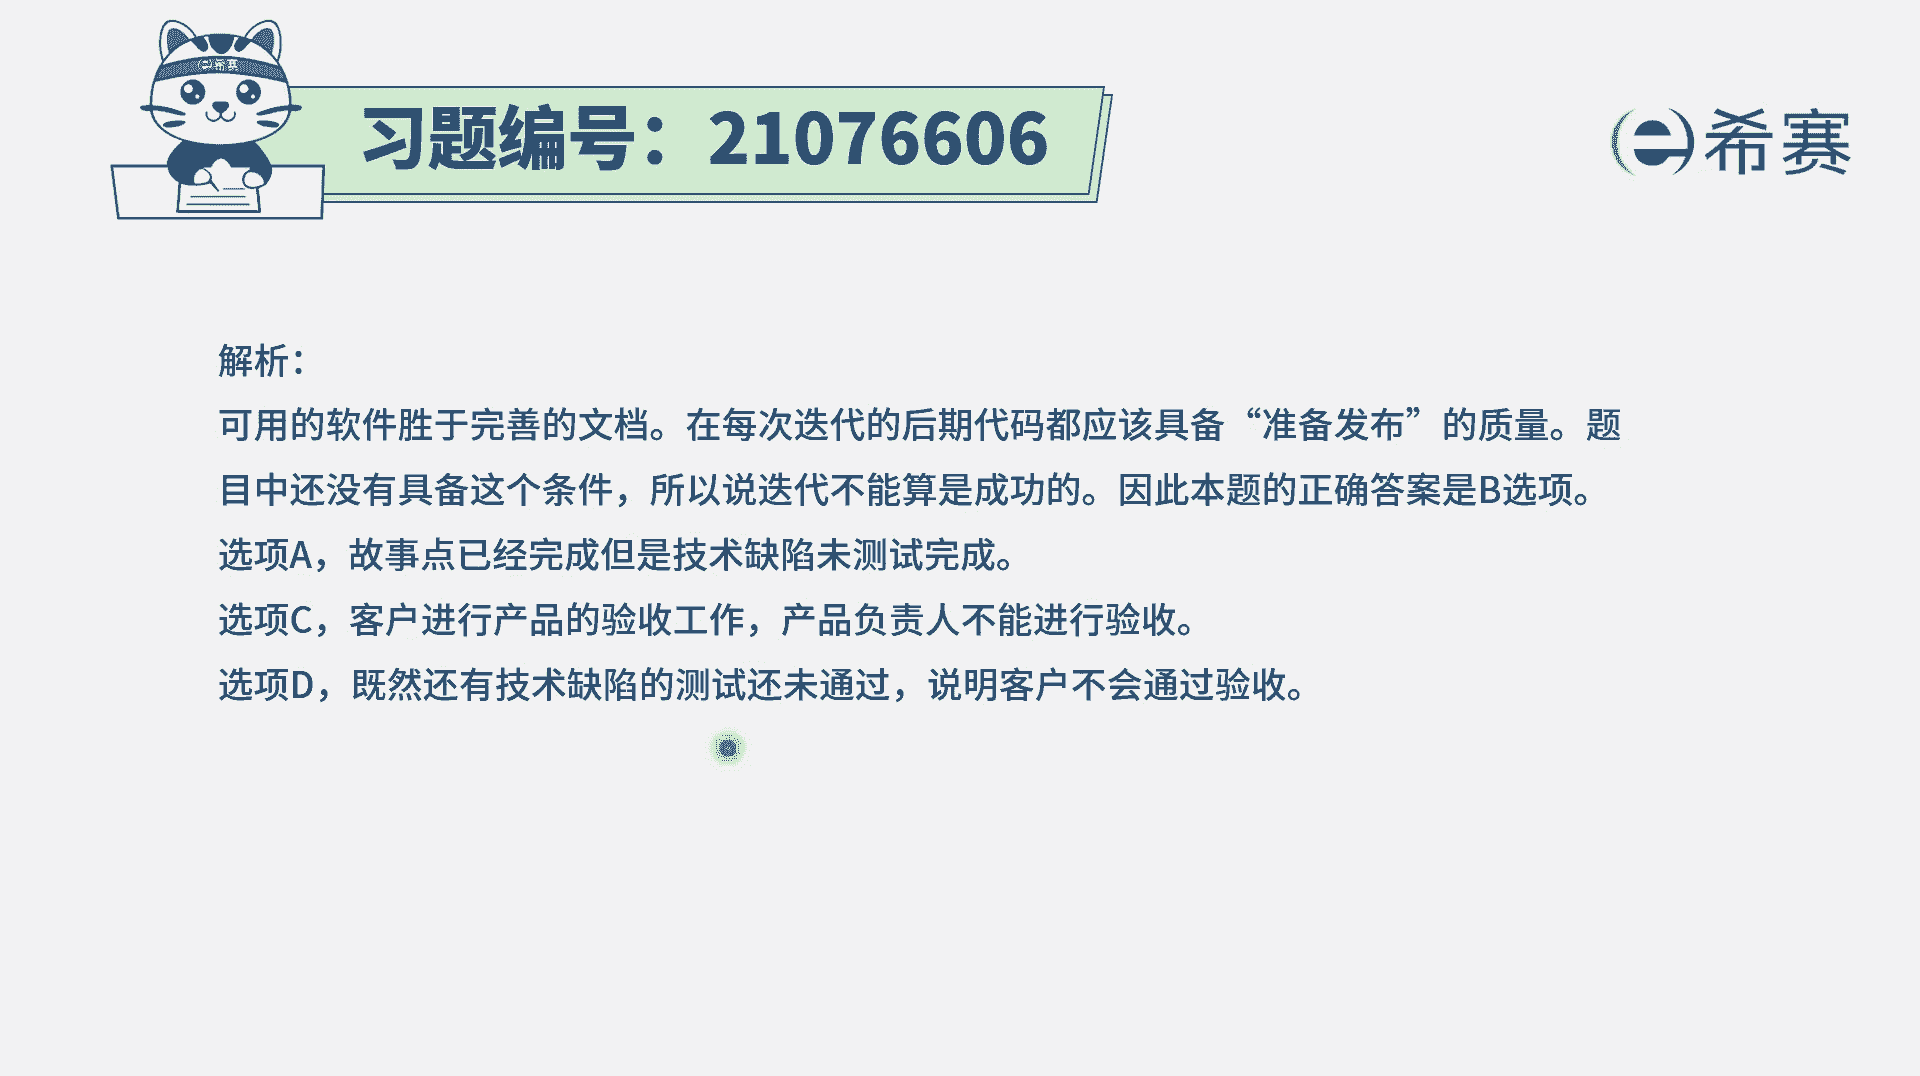 希赛
习题编号：21076606
希赛
解析：
可用的软件胜于完善的文档。在每次迭代的后期代码都应该具备“准备发布”的质量。题
目中还没有具备这个条件，所以说迭代不能算是成功的。因此本题的正确答案是B选项。
选项A，故事点已经完成但是技术缺陷未测试完成。
选项C，客户进行产品的验收工作，产品负责人不能进行验收。
选项D，既然还有技术缺陷的测试还未通过，说明客户不会通过验收。